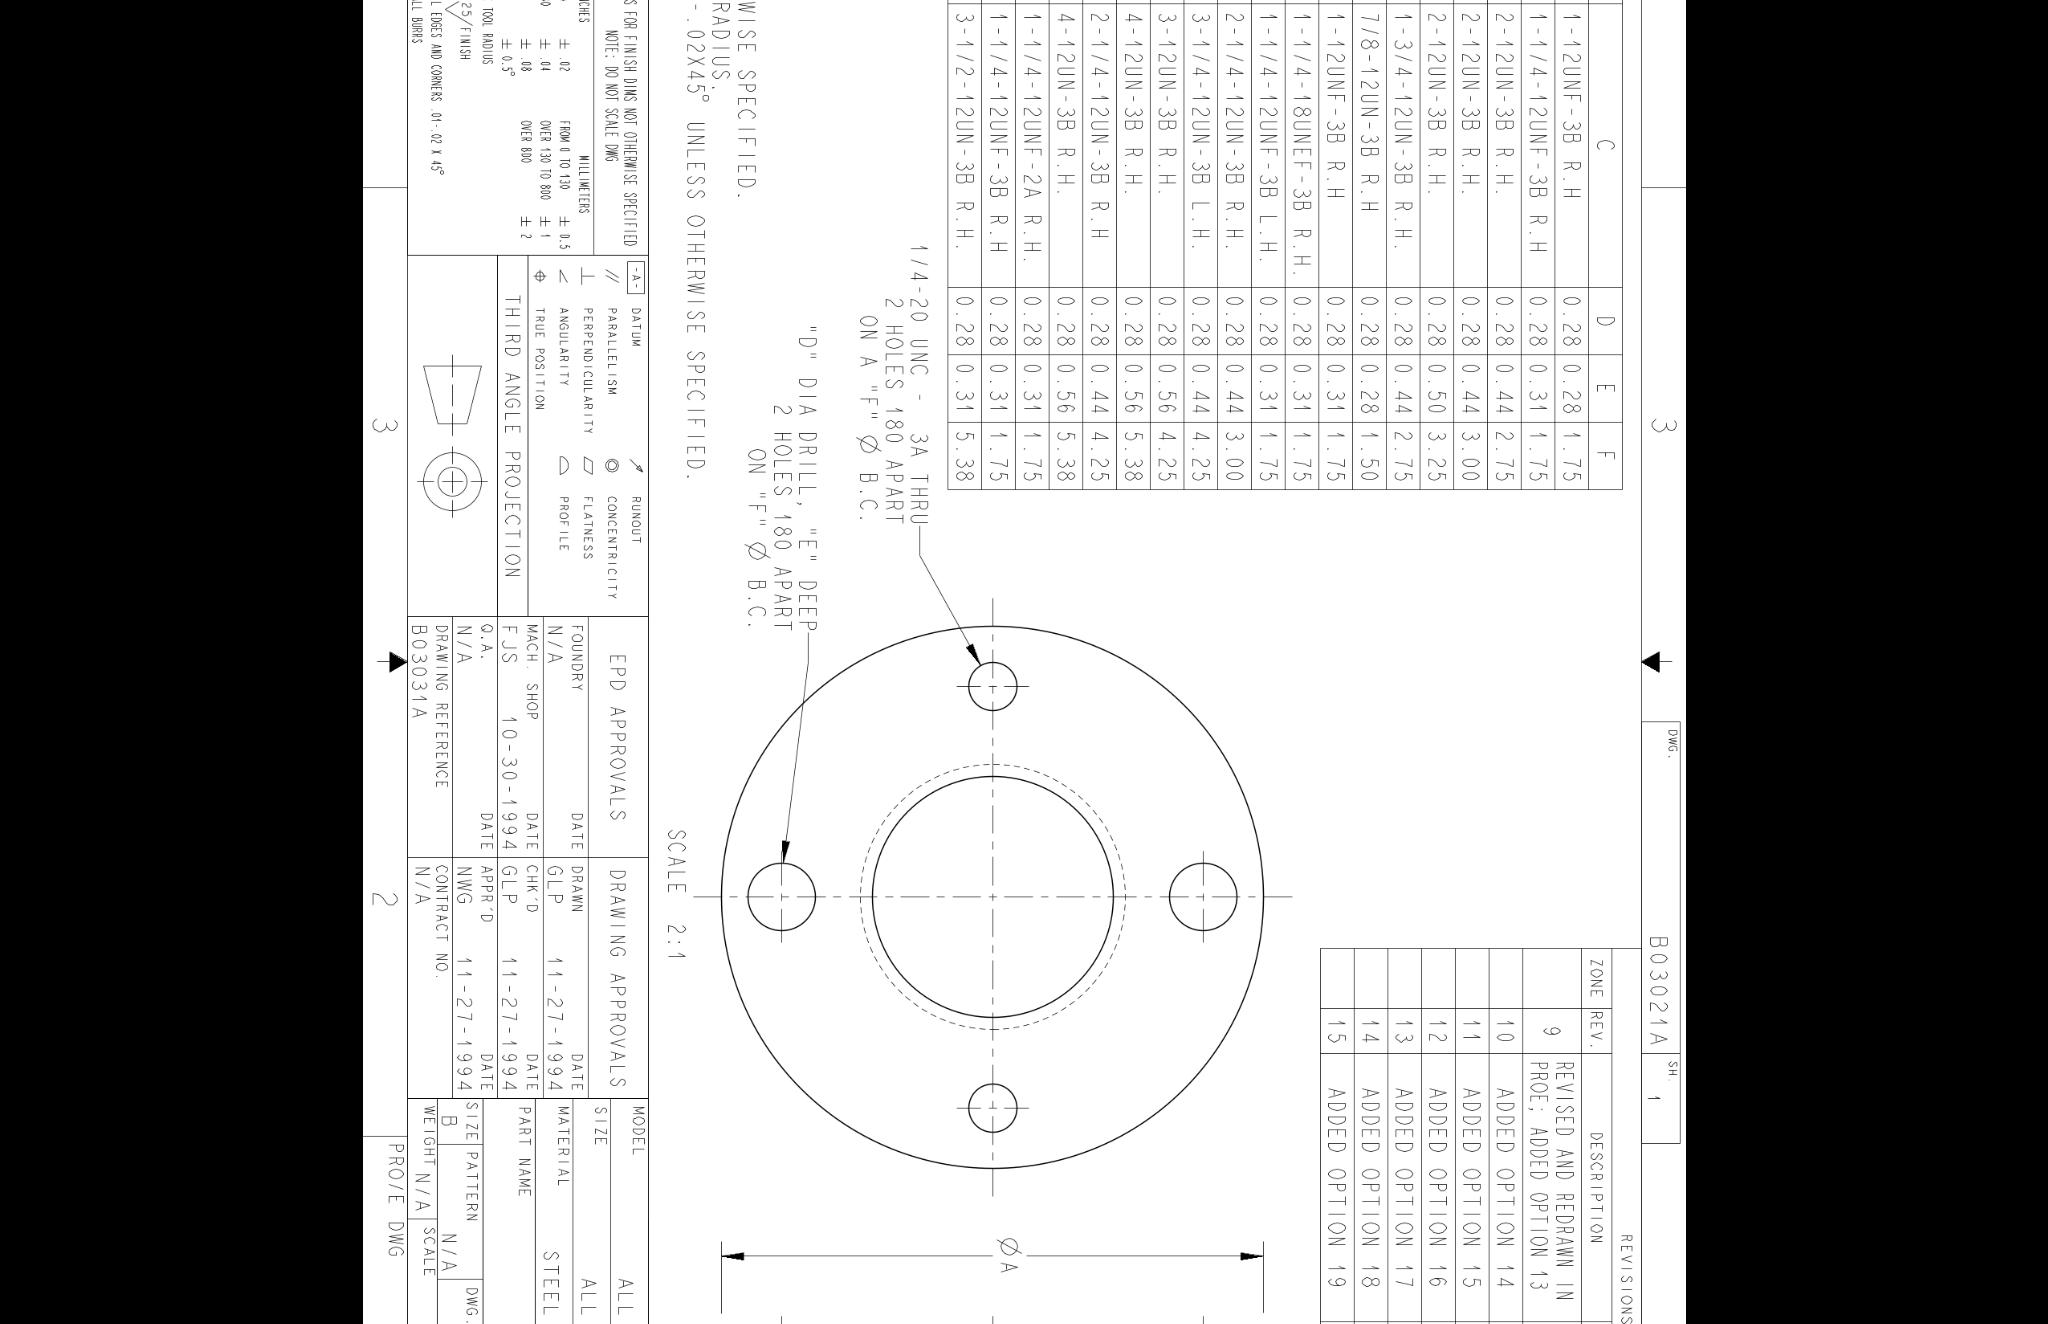 C D E F
1-12UNF-3B R.H 0.28 0.28 1.75
1-1/4-12UNF-3B R.H 0.28 0.31 1.75
2-12UN-3B R.H. 0.28 0.44 2.75
2-12UN-3B R.H. 0.28 0.44 3.00
2-12UN-3B R.H. 0.28 0.50 3.25
1-3/4-12UN-3B R.H. 0.28 0.44 2.75
7/8-12UN-3B R.H 0.28 0.28 1.50
1-12UNF-3B R.H 0.28 0.31 1.75
1-1/4-18UNEF-3B R.H. 0.28 0.31 1.75
1-1/4-12UNF-3B L.H. 0.28 0.31 1.75
2-1/4-12UN-3B R.H. 0.28 0.44 3.00
3-1/4-12UN-3B L.H. 0.28 0.44 4.25
3-12UN-3B R.H. 0.28 0.56 4.25
4-12UN-3B R.H. 0.28 0.56 5.38
2-1/4-12UN-3B R.H 0.28 0.44 4.25
4-12UN-3B R.H. 0.28 0.56 5.38
1-1/4-12UNF-2A R.H. 0.28 0.31 1.75
1-1/4-12UNF-3B R.H 0.28 0.31 1.75
3-1/2-12UN-3B R.H. 0.28 0.31 5.38
3
DWG. B03021A SH. 1
REVISIONS
ZONE REV. DESCRIPTION
9 REVISED AND REDRAWN IN
PROE; ADDED OPTION 13
10 ADDED OPTION 14
11 ADDED OPTION 15
12 ADDED OPTION 16
13 ADDED OPTION 17
14 ADDED OPTION 18
15 ADDED OPTION 19
1/4-20 UNC - 3A THRU
2 HOLES 180 APART
ON A "F" Ø B.C.
"D" DIA DRILL, "E" DEEP
2 HOLES 180 APART
ON "F" Ø B.C.
ØA
SCALE 2:1
WISE SPECIFIED.
RADIUS.
-.02X45° UNLESS OTHERWISE SPECIFIED.
S FOR FINISH DIMS NOT OTHERWISE SPECIFIED
NOTE: DO NOT SCALE DWG
NCHES MILLIMETERS
± .02 FROM 0 TO 130 ± 0.5
± .04 OVER 130 TO 800 ± 1
± .08 OVER 800 ± 2
± 0.5°
TOOL RADIUS
25/FINISH
L EDGES AND CORNERS .01-.02 X 45°
ALL BURRS
-A- DATUM RUNOUT
PARALLELISM CONCENTRICITY
PERPENDICULARITY FLATNESS
ANGULARITY PROFILE
TRUE POSITION
THIRD ANGLE PROJECTION
EPD APPROVALS
FOUNDRY DATE
N/A
MACH. SHOP DATE
FJS 10-30-1994
Q.A. DATE
N/A
DRAWING REFERENCE
B03031A
DRAWING APPROVALS
DRAWN DATE
GLP 11-27-1994
CHK'D DATE
GLP 11-27-1994
APPR'D DATE
NWG 11-27-1994
CONTRACT NO.
N/A
MODEL ALL
SIZE ALL
MATERIAL STEEL
PART NAME
SIZE B PATTERN N/A DWG.
WEIGHT N/A SCALE
3 2 PRO/E DWG